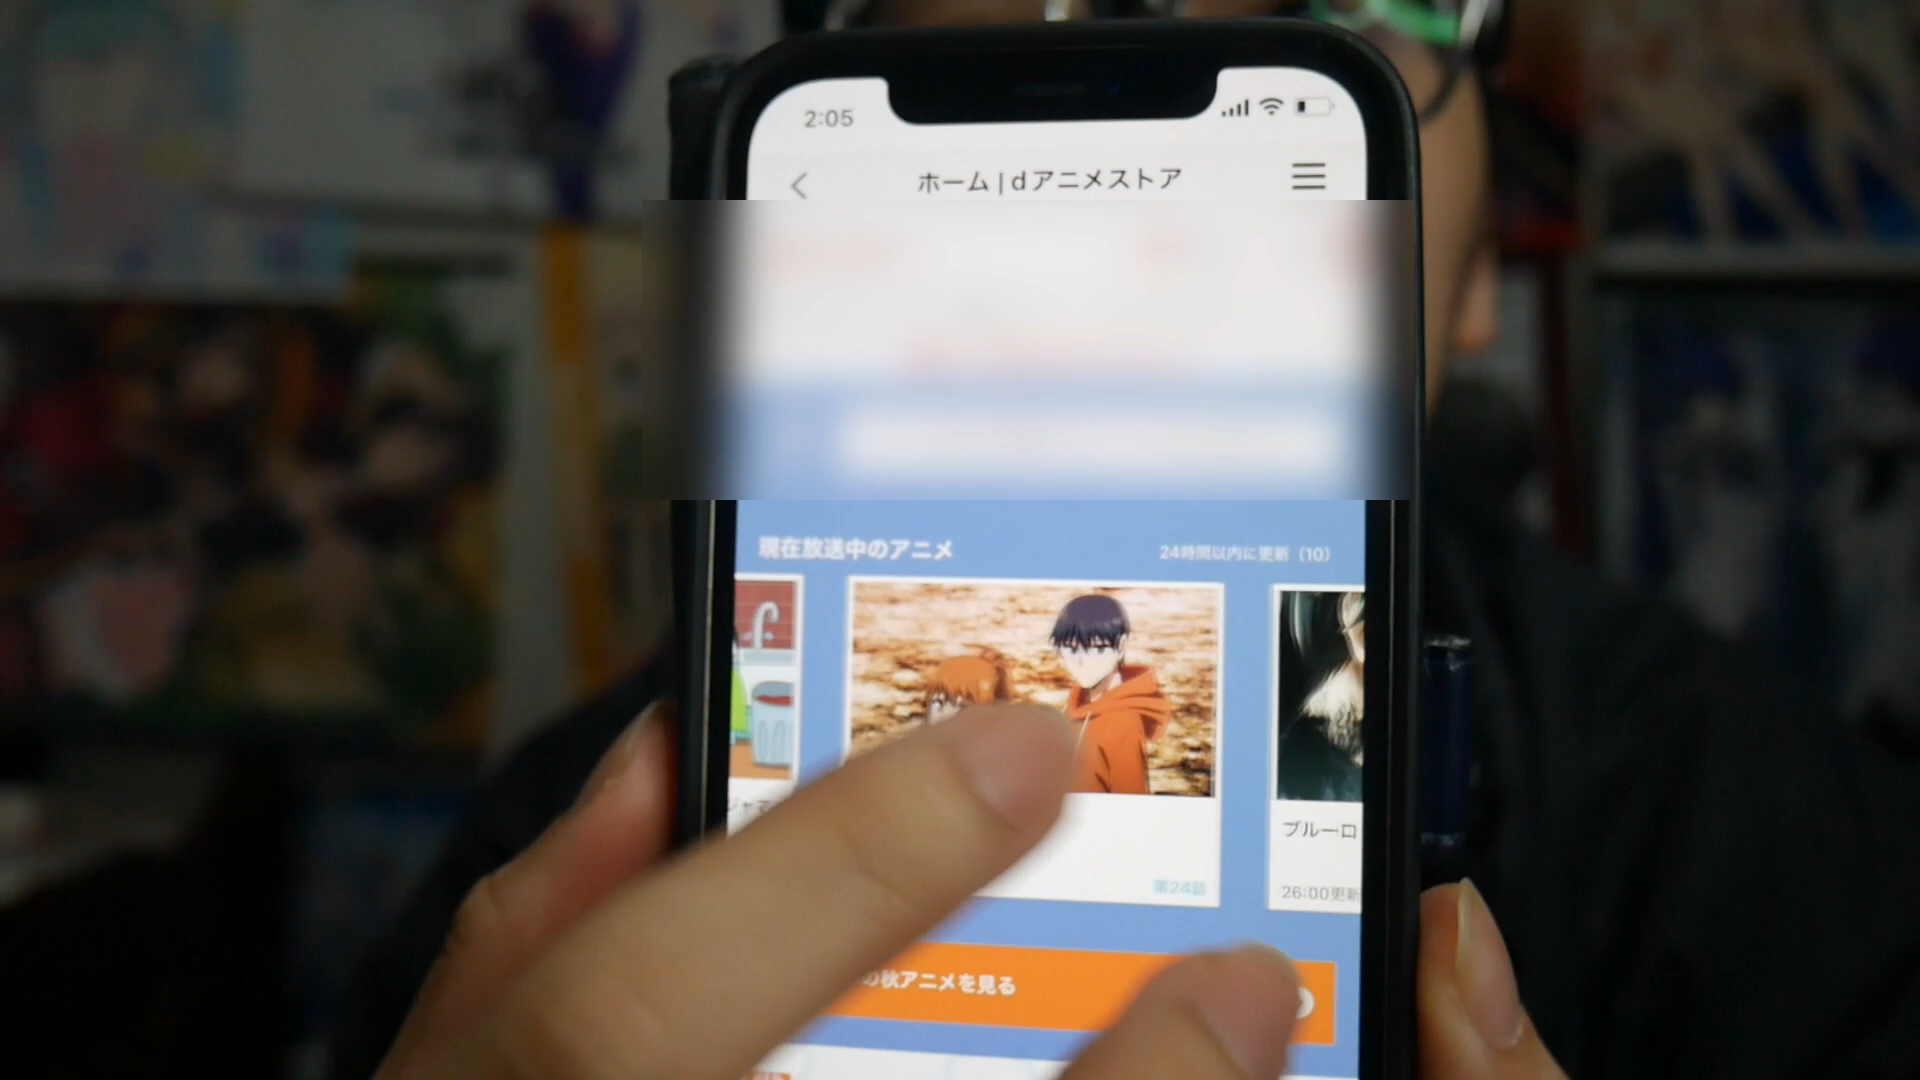 2:05
ホーム | dアニメストア
現在放送中のアニメ
24時間以内に更新（10）
ブルーロ
第24話
26:00更新
の秋アニメを見る